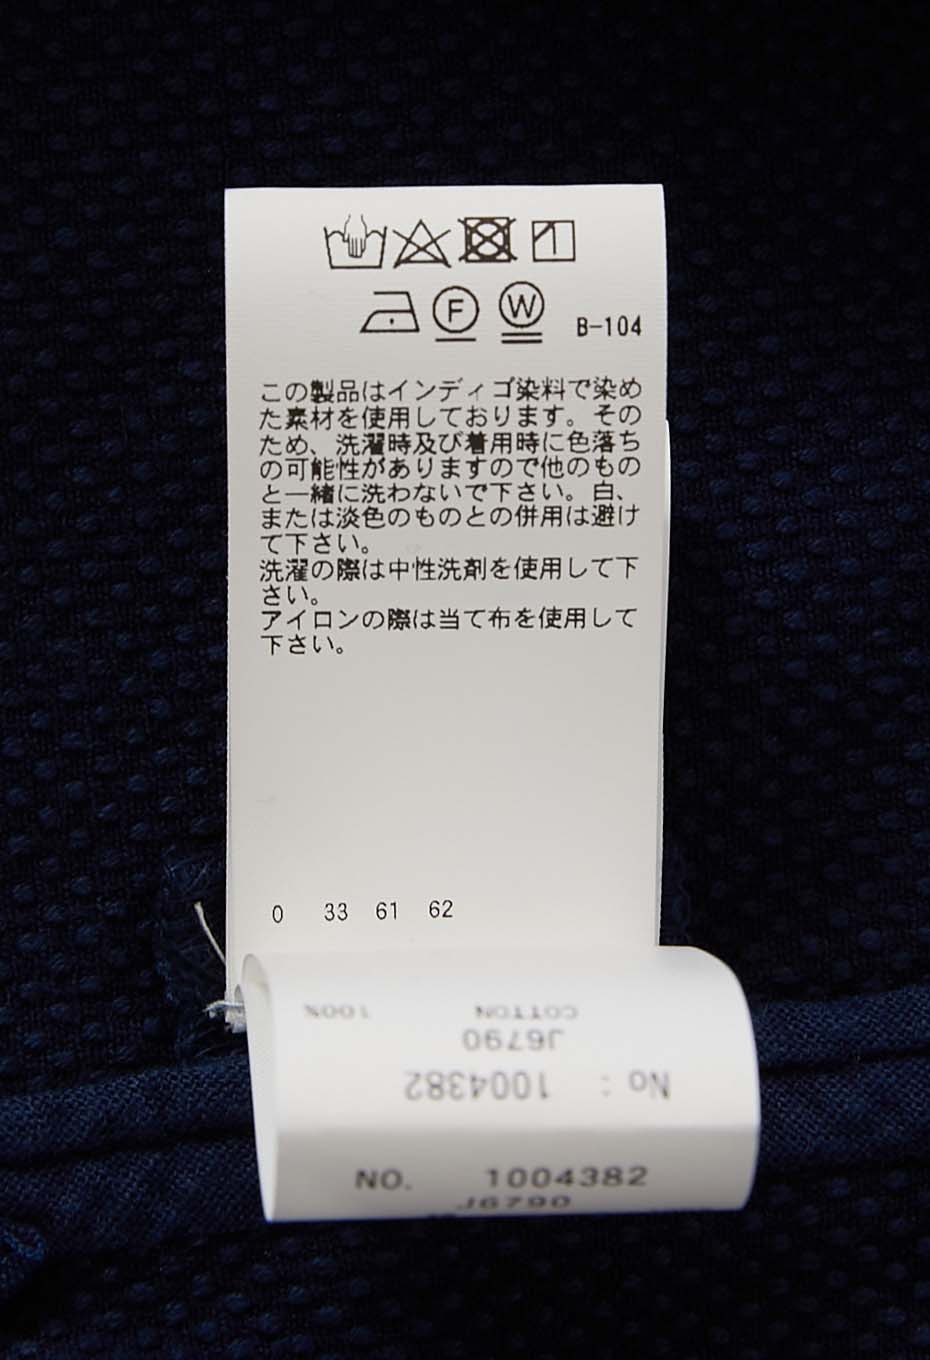 F W B-104
この製品はインディゴ染料で染め
た素材を使用しております。その
ため、洗濯時及び着用時に色落ち
の可能性がありますので他のもの
と一緒に洗わないで下さい。白、
または淡色のものとの併用は避け
て下さい。
洗濯の際は中性洗剤を使用して下
さい。
アイロンの際は当て布を使用して
下さい。
0 33 61 62
COTTON 100%
J6790
No: 1004382
NO. 1004382
J6790